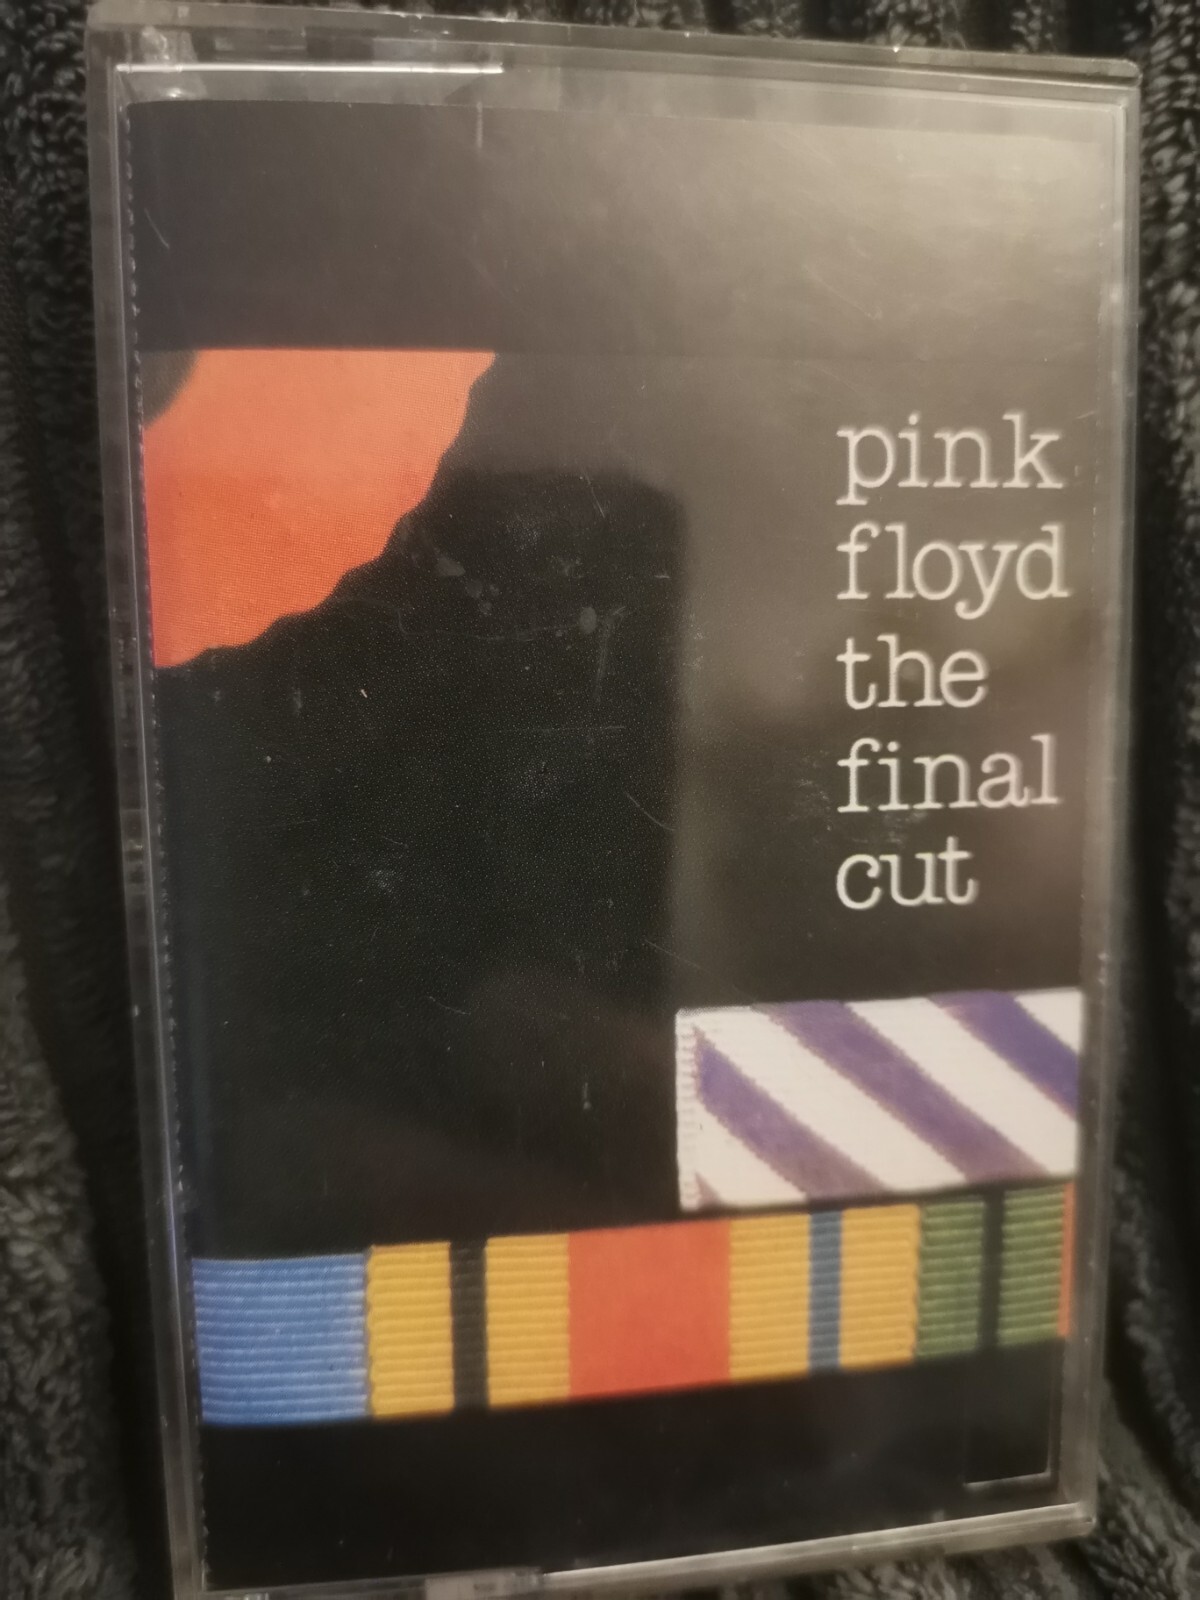 pink
floyd
the
final
cut